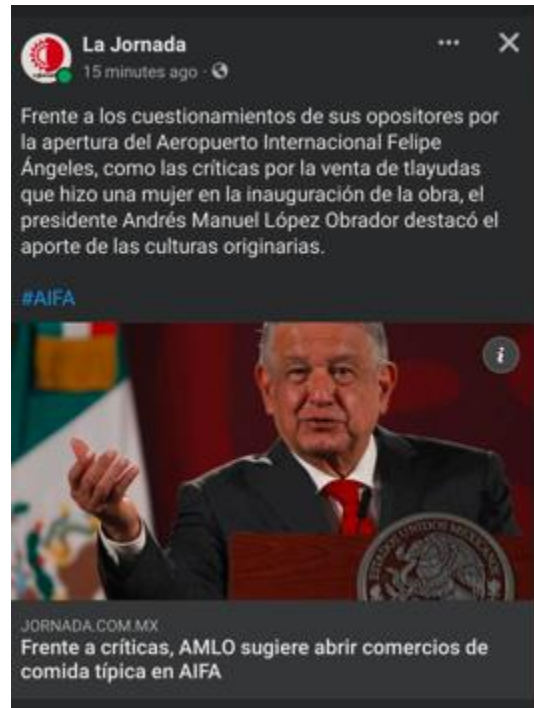 La Jornada
15 minutes ago ·
Frente a los cuestionamientos de sus opositores por
la apertura del Aeropuerto Internacional Felipe
Ángeles, como las críticas por la venta de tlayudas
que hizo una mujer en la inauguración de la obra, el
presidente Andrés Manuel López Obrador destacó el
aporte de las culturas originarias.
#AIFA
ESTADOS UNIDOS MEXICANOS
JORNADA.COM.MX
Frente a críticas, AMLO sugiere abrir comercios de
comida típica en AIFA